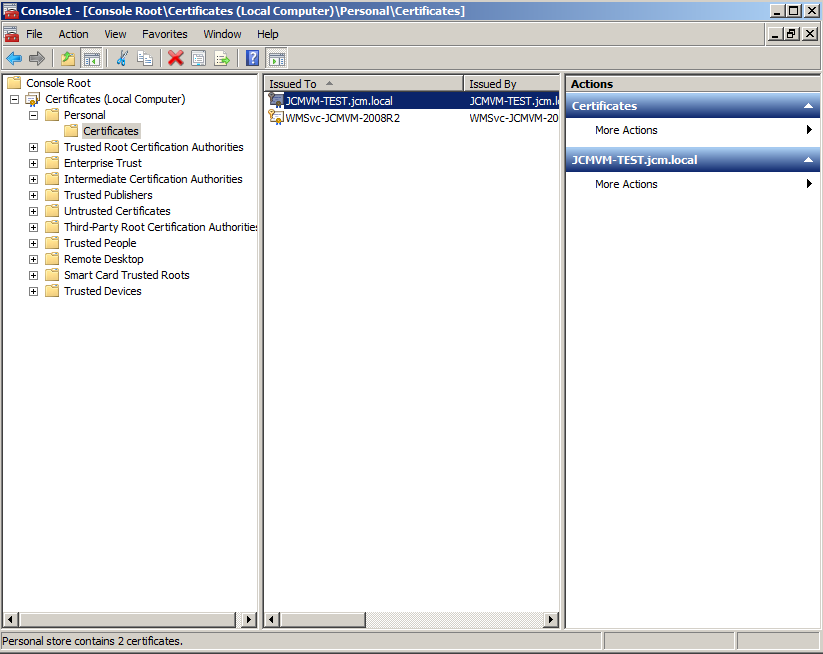 Console1 - [Console Root\Certificates (Local Computer)\Personal\Certificates]
File Action View Favorites Window Help
Console Root
Certificates (Local Computer)
Personal
Certificates
Trusted Root Certification Authorities
Enterprise Trust
Intermediate Certification Authorities
Trusted Publishers
Untrusted Certificates
Third-Party Root Certification Authorities
Trusted People
Remote Desktop
Smart Card Trusted Roots
Trusted Devices
Issued To Issued By
JCMVM-TEST.jcm.local JCMVM-TEST.jcm.l
WMSvc-JCMVM-2008R2 WMSvc-JCMVM-20
Actions
Certificates
More Actions
JCMVM-TEST.jcm.local
More Actions
Personal store contains 2 certificates.